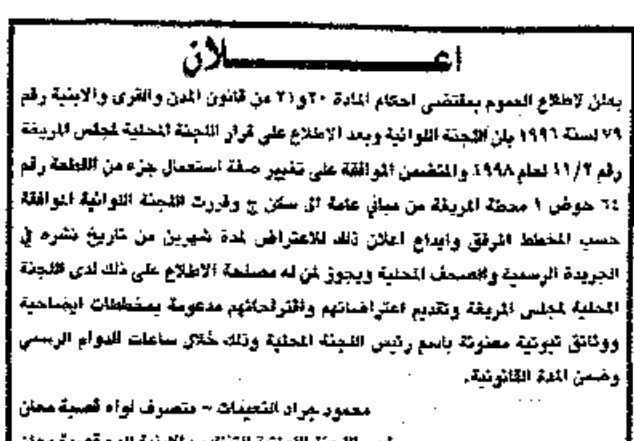 اعـــــــلان
يعلن لاطلاع العموم بمقتضى احكام المادة ٢٠و٢١ من قانون المدن والقرى والابنية رقم
٧٩ لسنة ١٩٦٦ بان اللجنة اللوائية وبعد الاطلاع على قرار اللجنة المحلية لمجلس المريغة
رقم ١١/٢ لعام ١٩٩٨ والمتضمن الموافقة على تغيير صفة استعمال جزء من القطعة رقم
٦٤ حوض ١ محطة المريغة من مباني عامة الى سكن ج وقررت اللجنة اللوائية الموافقة
حسب المخطط المرفق وايداع اعلان ذلك للاعتراض لمدة شهرين من تاريخ نشره في
الجريدة الرسمية والصحف المحلية ويجوز لمن له مصلحة الاطلاع على ذلك لدى اللجنة
المحلية لمجلس المريغة وتقديم اعتراضاتهم واقتراحاتهم مدعومة بمخططات ايضاحية
ووثائق ثبوتية معنونة باسم رئيس اللجنة المحلية وذلك خلال ساعات الدوام الرسمي
وضمن المدة القانونية.
محمود جراد النعيمات - متصرف لواء قصبة معان